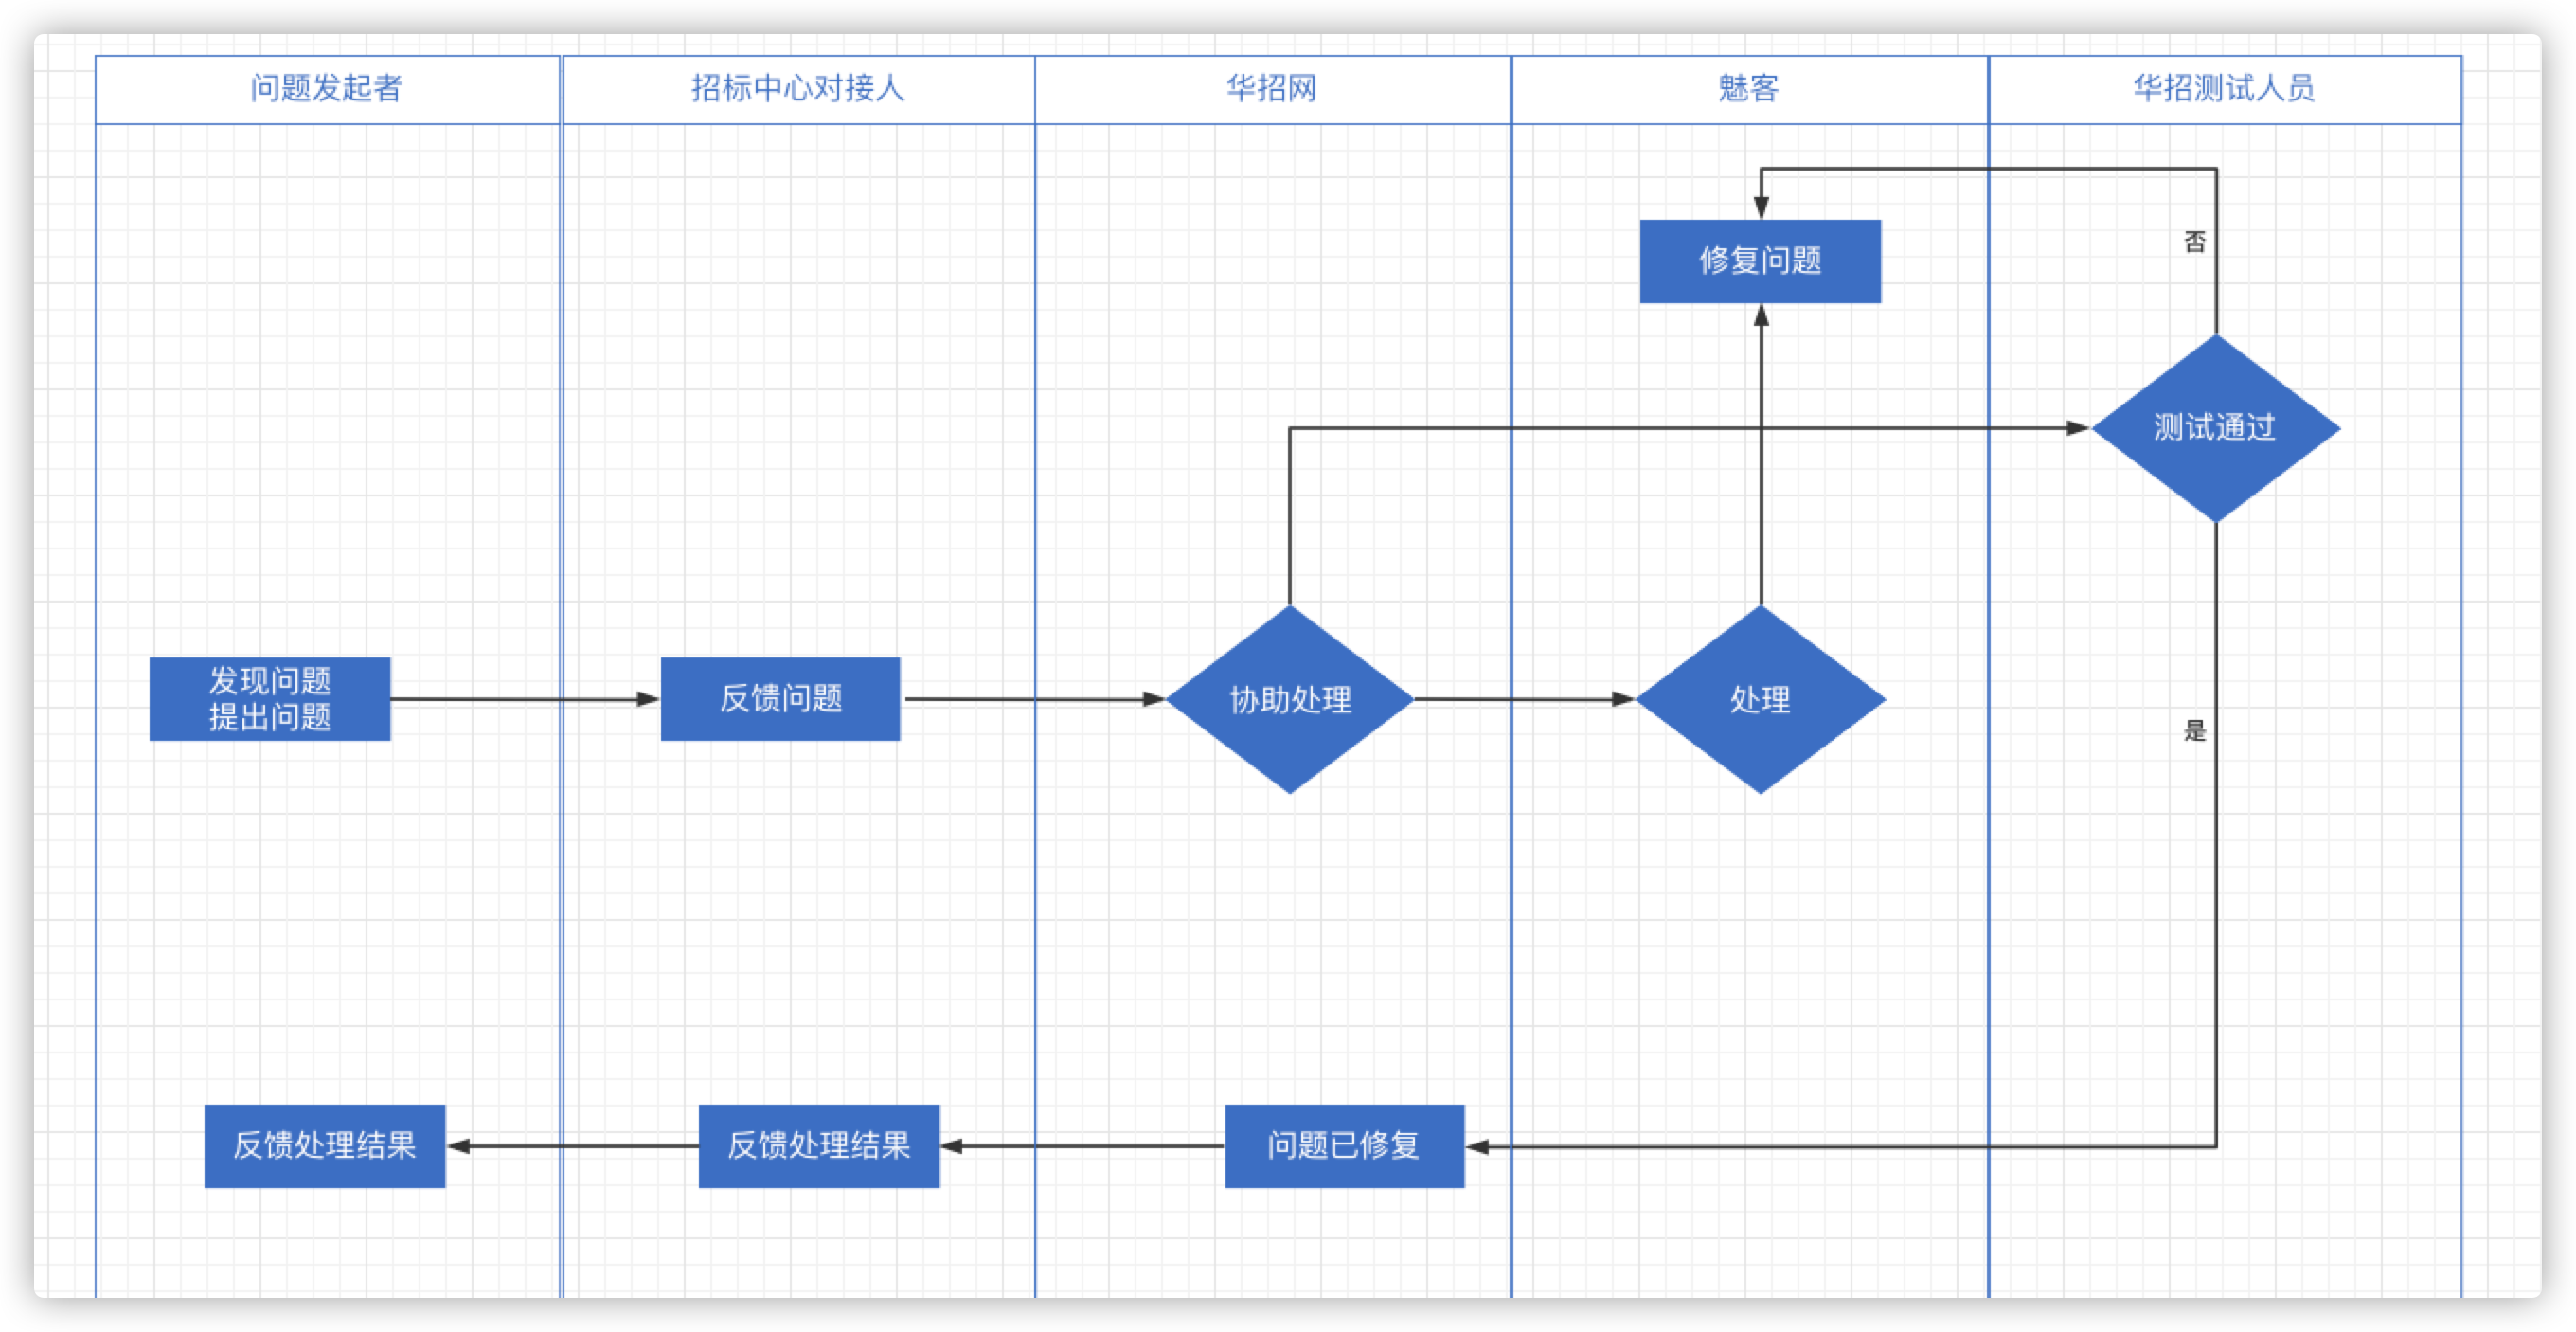 问题发起者
招标中心对接人
华招网
魅客
华招测试人员
否
修复问题
测试通过
发现问题
提出问题
反馈问题
协助处理
处理
是
反馈处理结果
反馈处理结果
问题已修复